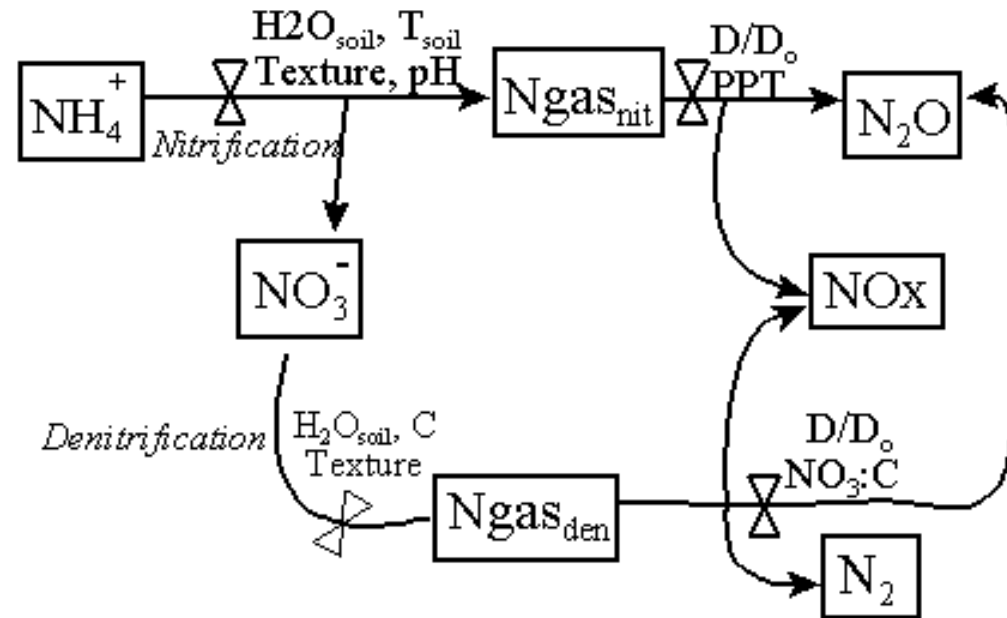 H2Osoil, Tsoil
Texture, pH
D/Do
PPT
NH4+
Ngasnit
N2O
Nitrification
NO3-
NOx
Denitrification
H2Osoil, C
Texture
D/Do
NO3:C
Ngasden
N2